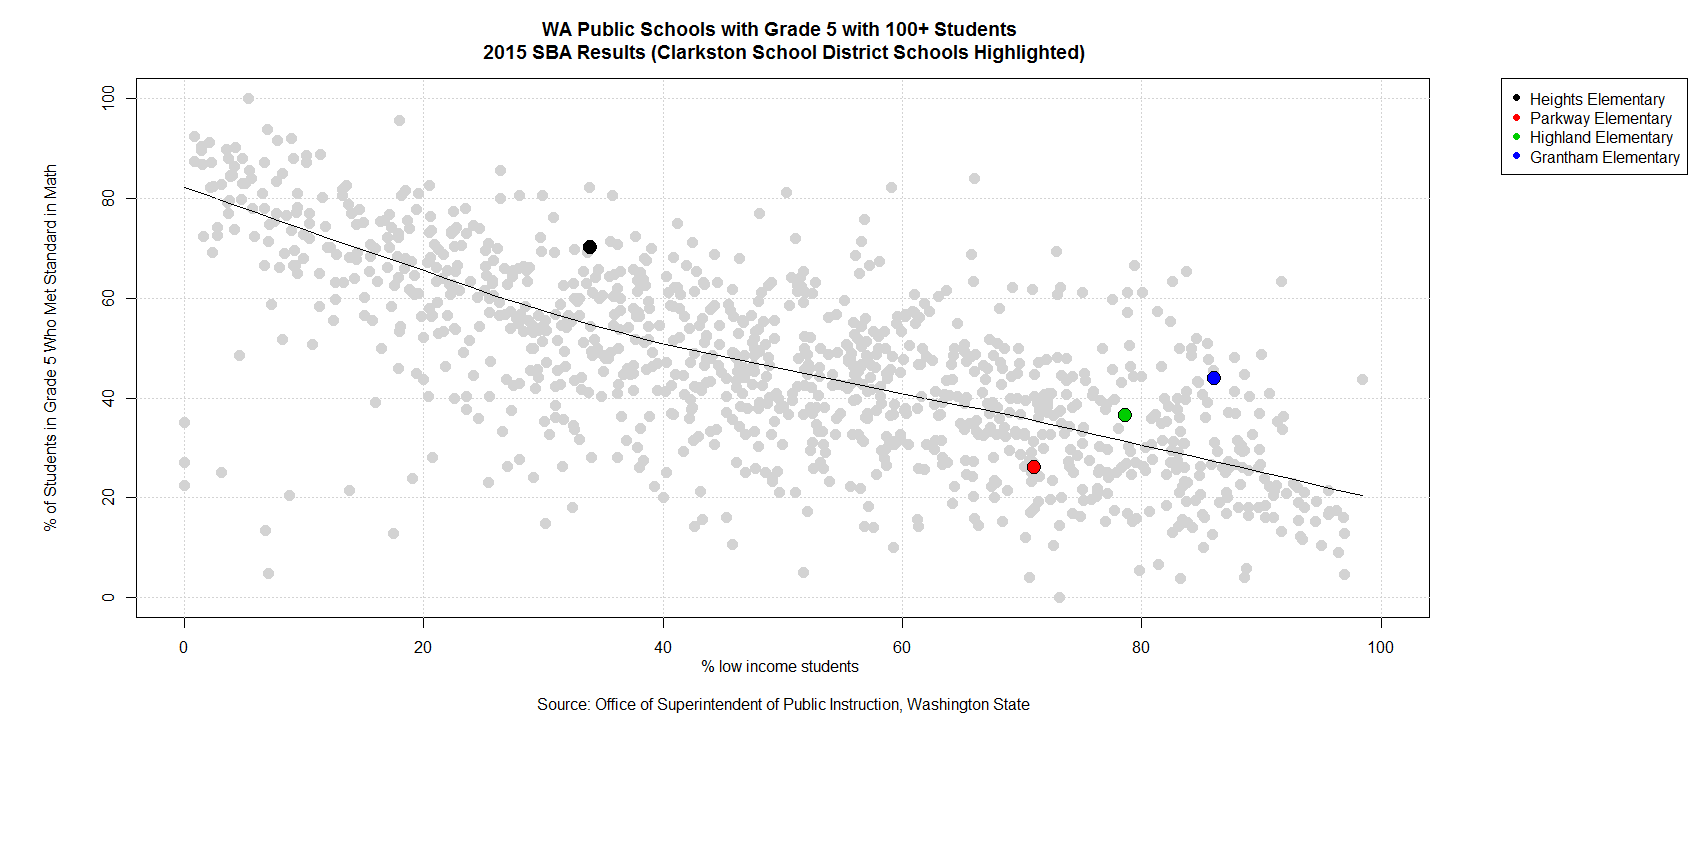 WA Public Schools with Grade 5 with 100+ Students
2015 SBA Results (Clarkston School District Schools Highlighted)
% of Students in Grade 5 Who Met Standard in Math
100
80
60
40
20
0
0 20 40 60 80 100
% low income students
Source: Office of Superintendent of Public Instruction, Washington State
Heights Elementary
Parkway Elementary
Highland Elementary
Grantham Elementary